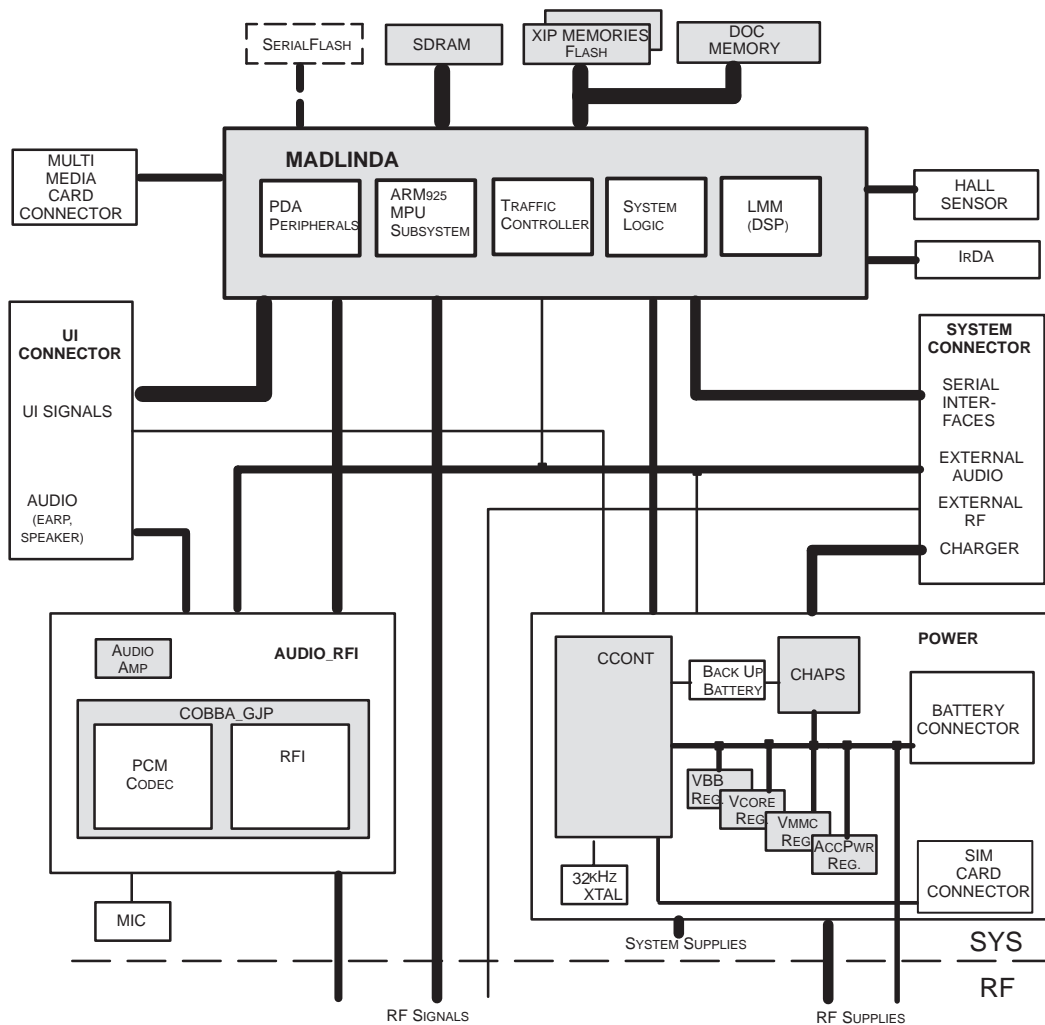 SERIALFLASH
SDRAM
XIP MEMORIES
FLASH
DOC
MEMORY
MADLINDA
MULTI
MEDIA
CARD
CONNECTOR
PDA
PERIPHERALS
ARM925
MPU
SUBSYSTEM
TRAFFIC
CONTROLLER
SYSTEM
LOGIC
LMM
(DSP)
HALL
SENSOR
IRDA
UI
CONNECTOR
UI SIGNALS
AUDIO
(EARP,
SPEAKER)
SYSTEM
CONNECTOR
SERIAL
INTER-
FACES
EXTERNAL
AUDIO
EXTERNAL
RF
CHARGER
AUDIO
AMP
AUDIO_RFI
COBBA_GJP
PCM
CODEC
RFI
MIC
POWER
CCONT
BACK UP
BATTERY
CHAPS
BATTERY
CONNECTOR
VBB
REG.
VCORE
REG.
VMMC
REG.
ACCPWR
REG.
32KHZ
XTAL
SIM
CARD
CONNECTOR
SYSTEM SUPPLIES
SYS
RF
RF SIGNALS
RF SUPPLIES